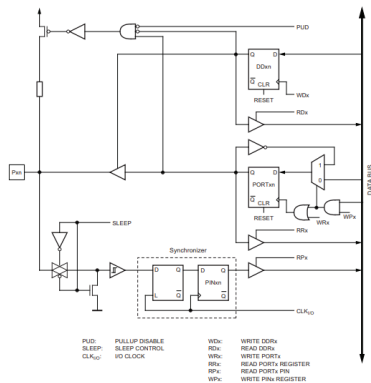 PUD
Q D
DDxn
Q CLR
WDx
RESET
RDx
1
Q D
Pxn
PORTxn
0
Q CLR
DATA BUS
RESET
WRx
WPx
SLEEP
RRx
Synchronizer
RPx
D Q D Q
PINxn
L Q Q
CLK I/O
PUD: PULLUP DISABLE
SLEEP: SLEEP CONTROL
CLK I/O: I/O CLOCK
WDx: WRITE DDRx
RDx: READ DDRx
WRx: WRITE PORTx
RRx: READ PORTx REGISTER
RPx: READ PORTx PIN
WPx: WRITE PINx REGISTER